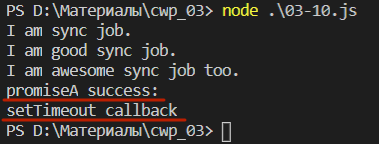 PS D:\Материалы\cwp_03> node .\03-10.js
I am sync job.
I am good sync job.
I am awesome sync job too.
promiseA success:
setTimeout callback
PS D:\Материалы\cwp_03>